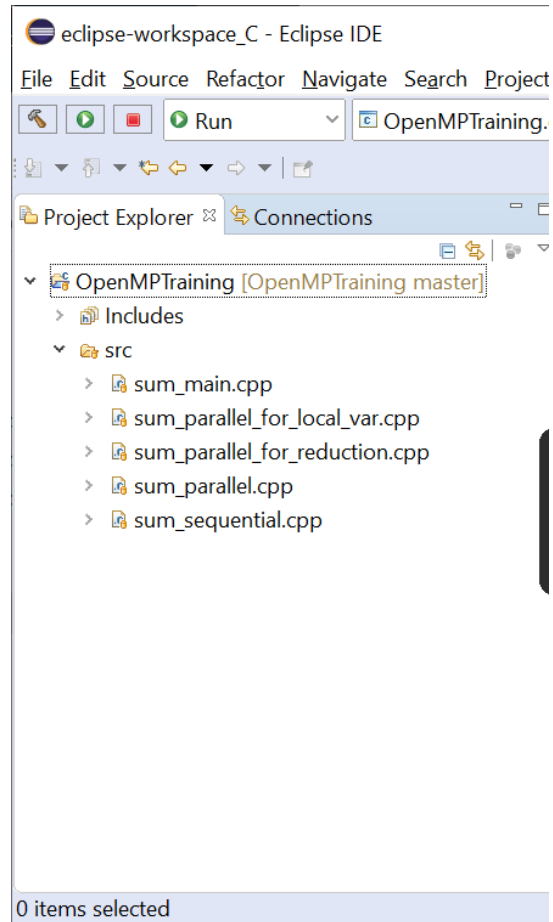 eclipse-workspace_C - Eclipse IDE
File Edit Source Refactor Navigate Search Project
Run OpenMPTraining.
Project Explorer Connections
OpenMPTraining [OpenMPTraining master]
Includes
src
sum_main.cpp
sum_parallel_for_local_var.cpp
sum_parallel_for_reduction.cpp
sum_parallel.cpp
sum_sequential.cpp
0 items selected